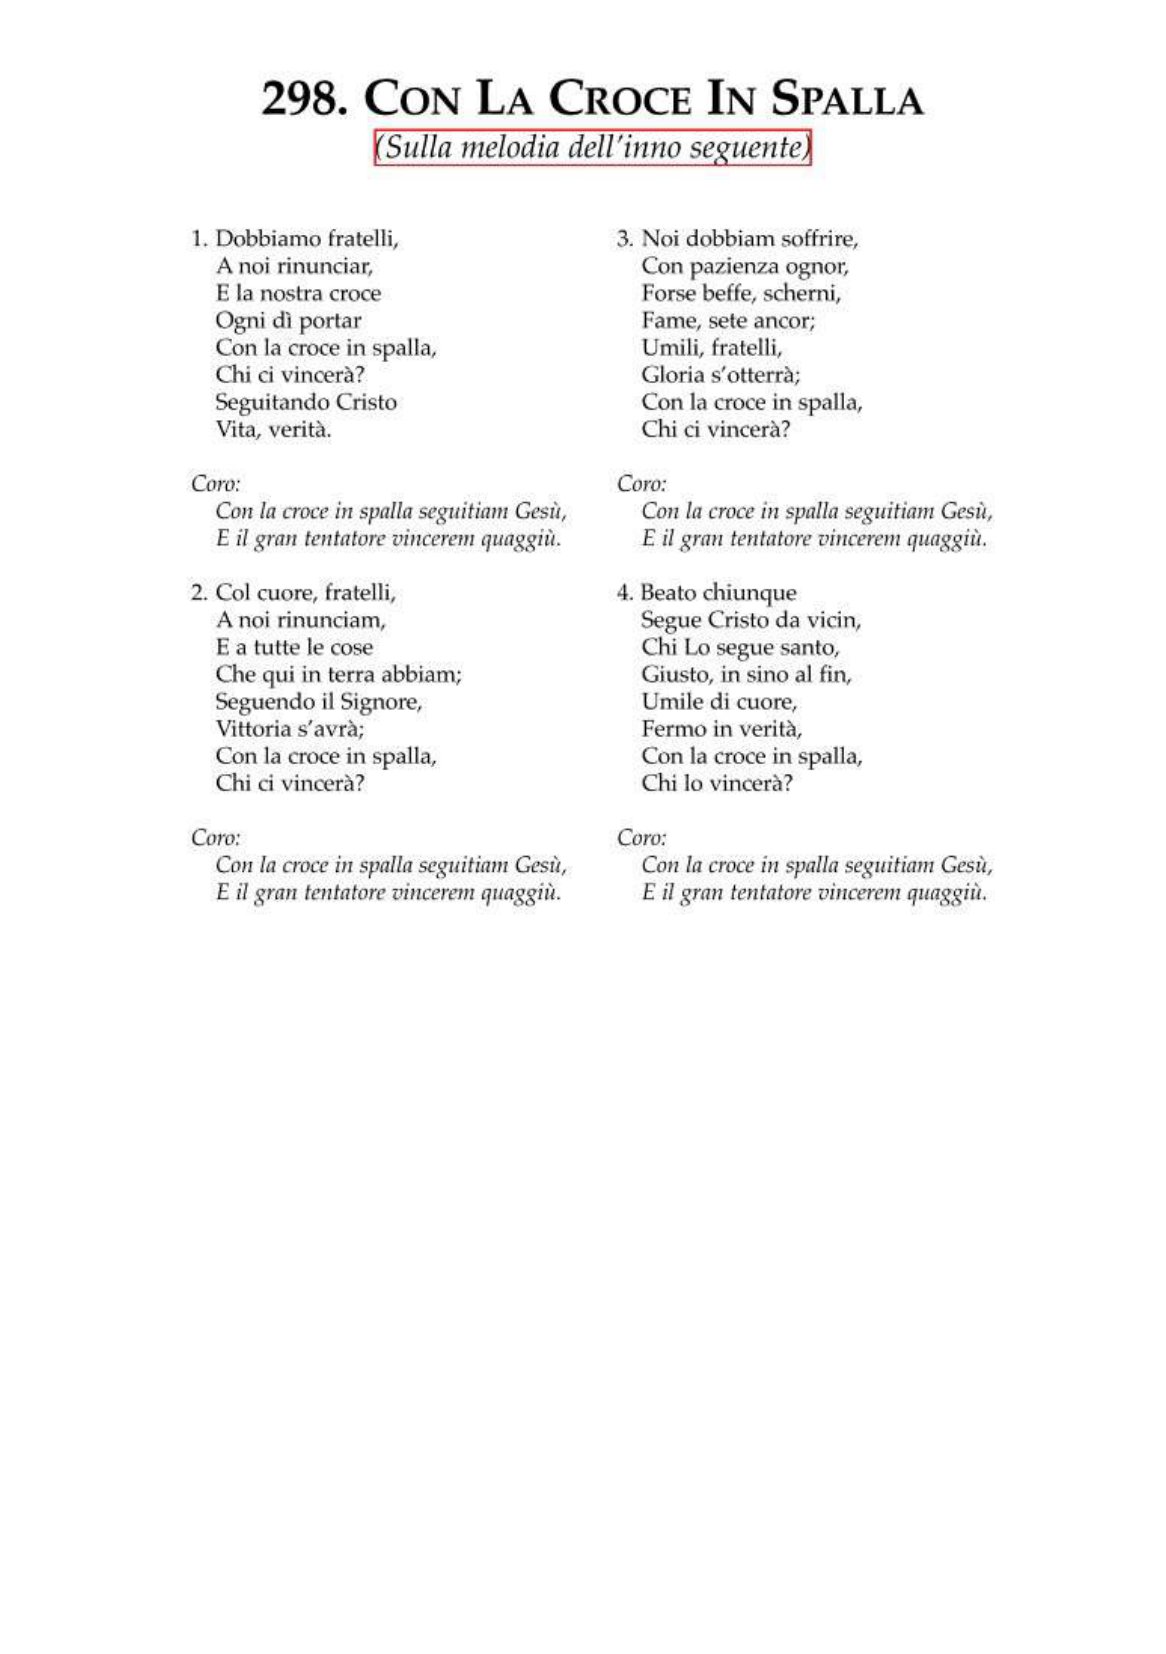 298. Con La Croce In Spalla
(Sulla melodia dell'inno seguente)
1. Dobbiamo fratelli,
A noi rinunciar,
E la nostra croce
Ogni dì portar
Con la croce in spalla,
Chi ci vincerà?
Seguitando Cristo
Vita, verità.
Coro:
Con la croce in spalla seguitiam Gesù,
E il gran tentatore vincerem quaggiù.
2. Col cuore, fratelli,
A noi rinunciam,
E a tutte le cose
Che qui in terra abbiam;
Seguendo il Signore,
Vittoria s'avrà;
Con la croce in spalla,
Chi ci vincerà?
Coro:
Con la croce in spalla seguitiam Gesù,
E il gran tentatore vincerem quaggiù.
3. Noi dobbiam soffrire,
Con pazienza ognor,
Forse beffe, scherni,
Fame, sete ancor;
Umili, fratelli,
Gloria s'otterrà;
Con la croce in spalla,
Chi ci vincerà?
Coro:
Con la croce in spalla seguitiam Gesù,
E il gran tentatore vincerem quaggiù.
4. Beato chiunque
Segue Cristo da vicin,
Chi Lo segue santo,
Giusto, in sino al fin,
Umile di cuore,
Fermo in verità,
Con la croce in spalla,
Chi lo vincerà?
Coro:
Con la croce in spalla seguitiam Gesù,
E il gran tentatore vincerem quaggiù.